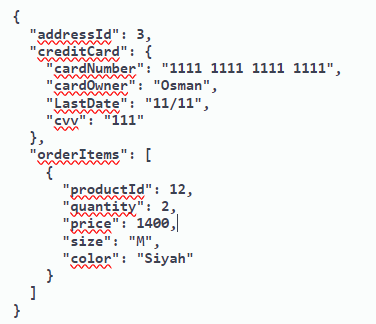 {
  "addressId": 3,
  "creditCard": {
    "cardNumber": "1111 1111 1111 1111",
    "cardOwner": "Osman",
    "LastDate": "11/11",
    "cvv": "111"
  },
  "orderItems": [
    {
      "productId": 12,
      "quantity": 2,
      "price": 1400,
      "size": "M",
      "color": "Siyah"
    }
  ]
}